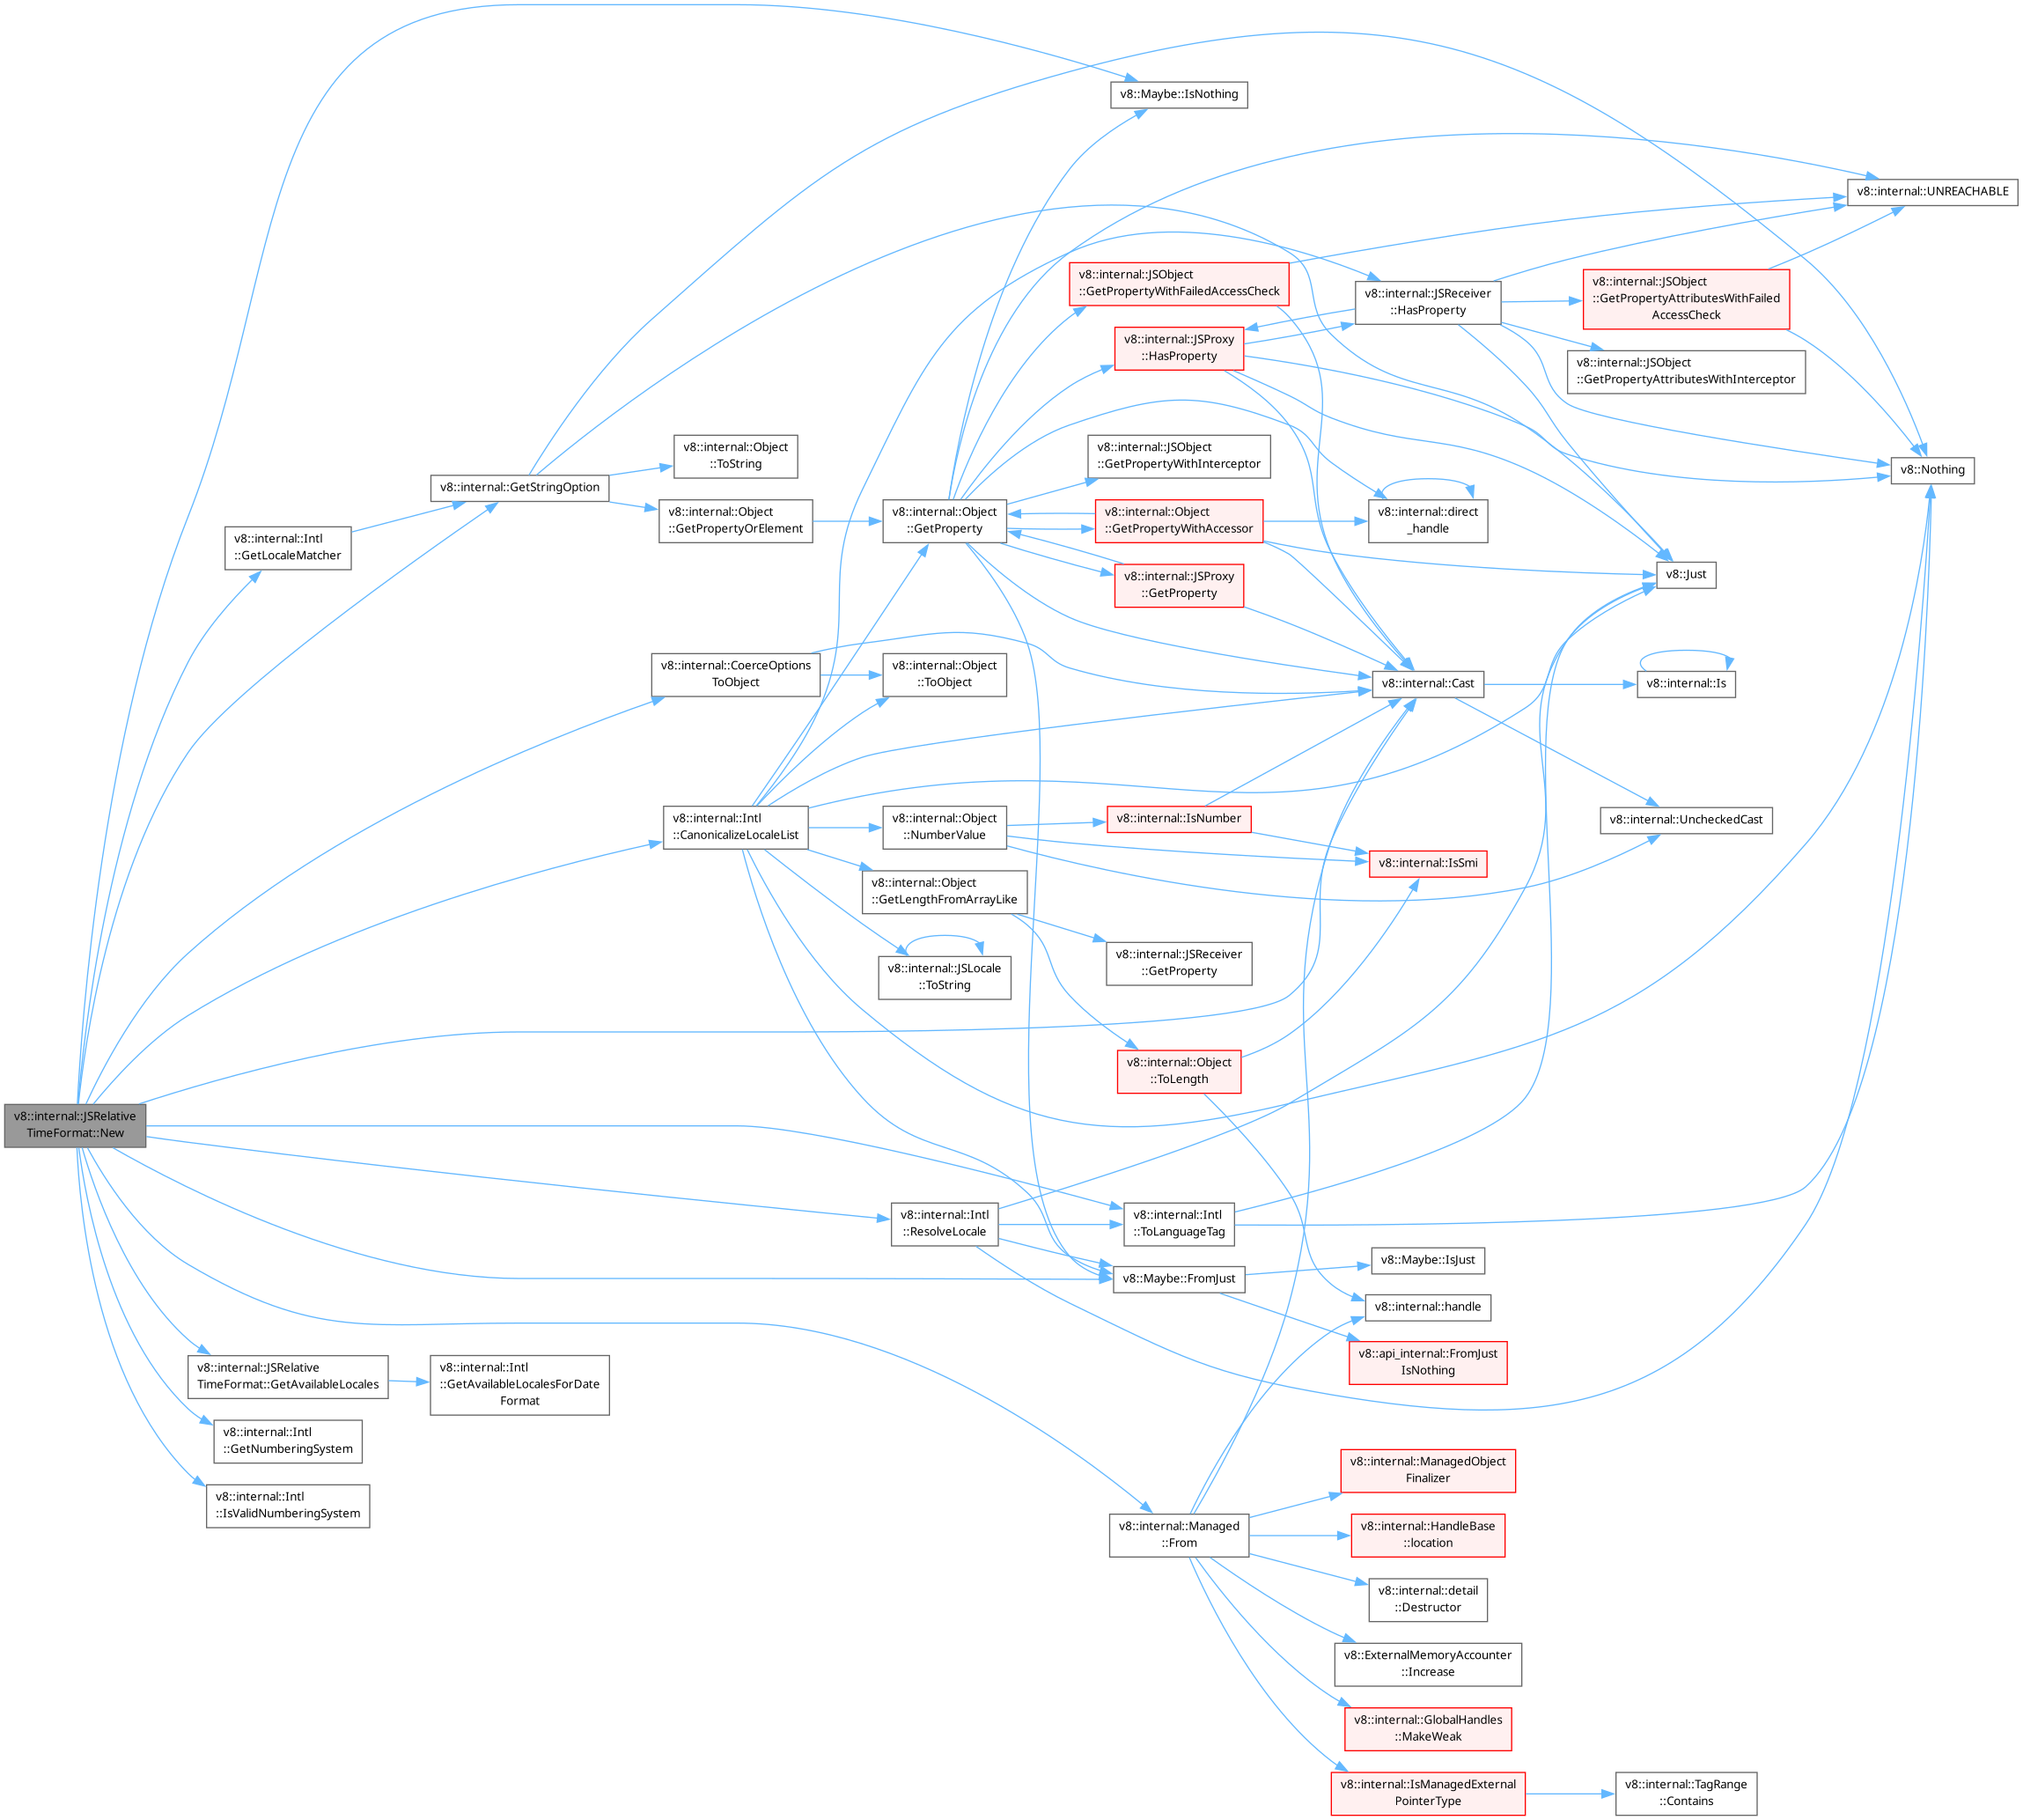 v8::Maybe::IsNothing
v8::internal::UNREACHABLE
v8::internal::JSObject
::GetPropertyWithFailedAccessCheck
v8::internal::JSReceiver
::HasProperty
v8::internal::JSObject
::GetPropertyAttributesWithFailed
AccessCheck
v8::internal::JSProxy
::HasProperty
v8::internal::JSObject
::GetPropertyAttributesWithInterceptor
v8::internal::Object
::ToString
v8::internal::JSObject
::GetPropertyWithInterceptor
v8::Nothing
v8::internal::GetStringOption
v8::internal::Object
::GetPropertyOrElement
v8::internal::Object
::GetProperty
v8::internal::Object
::GetPropertyWithAccessor
v8::internal::direct
_handle
v8::internal::Intl
::GetLocaleMatcher
v8::internal::JSProxy
::GetProperty
v8::Just
v8::internal::CoerceOptions
ToObject
v8::internal::Object
::ToObject
v8::internal::Cast
v8::internal::Is
v8::internal::Intl
::CanonicalizeLocaleList
v8::internal::Object
::NumberValue
v8::internal::IsNumber
v8::internal::UncheckedCast
v8::internal::IsSmi
v8::internal::Object
::GetLengthFromArrayLike
v8::internal::JSLocale
::ToString
v8::internal::JSReceiver
::GetProperty
v8::internal::Object
::ToLength
v8::internal::JSRelative
TimeFormat::New
v8::internal::Intl
::ResolveLocale
v8::internal::Intl
::ToLanguageTag
v8::Maybe::FromJust
v8::Maybe::IsJust
v8::internal::handle
v8::api_internal::FromJust
IsNothing
v8::internal::JSRelative
TimeFormat::GetAvailableLocales
v8::internal::Intl
::GetAvailableLocalesForDate
Format
v8::internal::Intl
::GetNumberingSystem
v8::internal::Intl
::IsValidNumberingSystem
v8::internal::ManagedObject
Finalizer
v8::internal::Managed
::From
v8::internal::HandleBase
::location
v8::internal::detail
::Destructor
v8::ExternalMemoryAccounter
::Increase
v8::internal::GlobalHandles
::MakeWeak
v8::internal::IsManagedExternal
PointerType
v8::internal::TagRange
::Contains